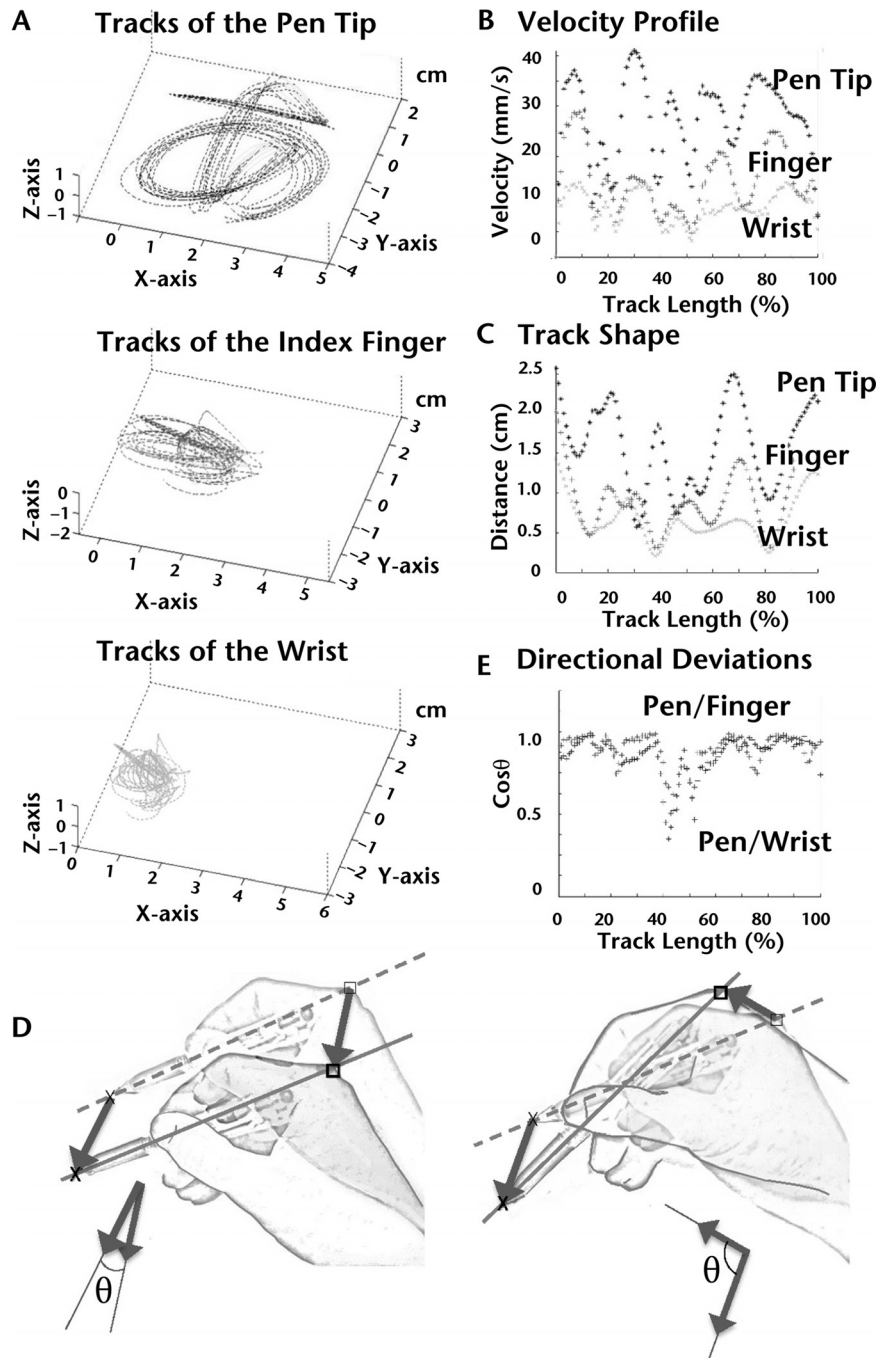 A Tracks of the Pen Tip
cm
2
1
0
−1
−2
−3
−4
Y-axis
Z-axis
1
0
−1
0
1
2
3
4
5
X-axis
Tracks of the Index Finger
cm
3
2
1
0
−1
−2
−3
Y-axis
Z-axis
0
−1
−2
0
1
2
3
4
5
X-axis
Tracks of the Wrist
cm
3
2
1
0
−1
−2
−3
Y-axis
Z-axis
1
0
−1
0
1
2
3
4
5
6
X-axis
B Velocity Profile
Velocity (mm/s)
40
30
20
10
0
Pen Tip
Finger
Wrist
0 20 40 60 80 100
Track Length (%)
C Track Shape
Distance (cm)
2.5
2.0
1.5
1.0
0.5
0
Pen Tip
Finger
Wrist
0 20 40 60 80 100
Track Length (%)
E Directional Deviations
Cosθ
1.0
0.5
0
Pen/Finger
Pen/Wrist
0 20 40 60 80 100
Track Length (%)
D
X
X
θ
X
X
θ